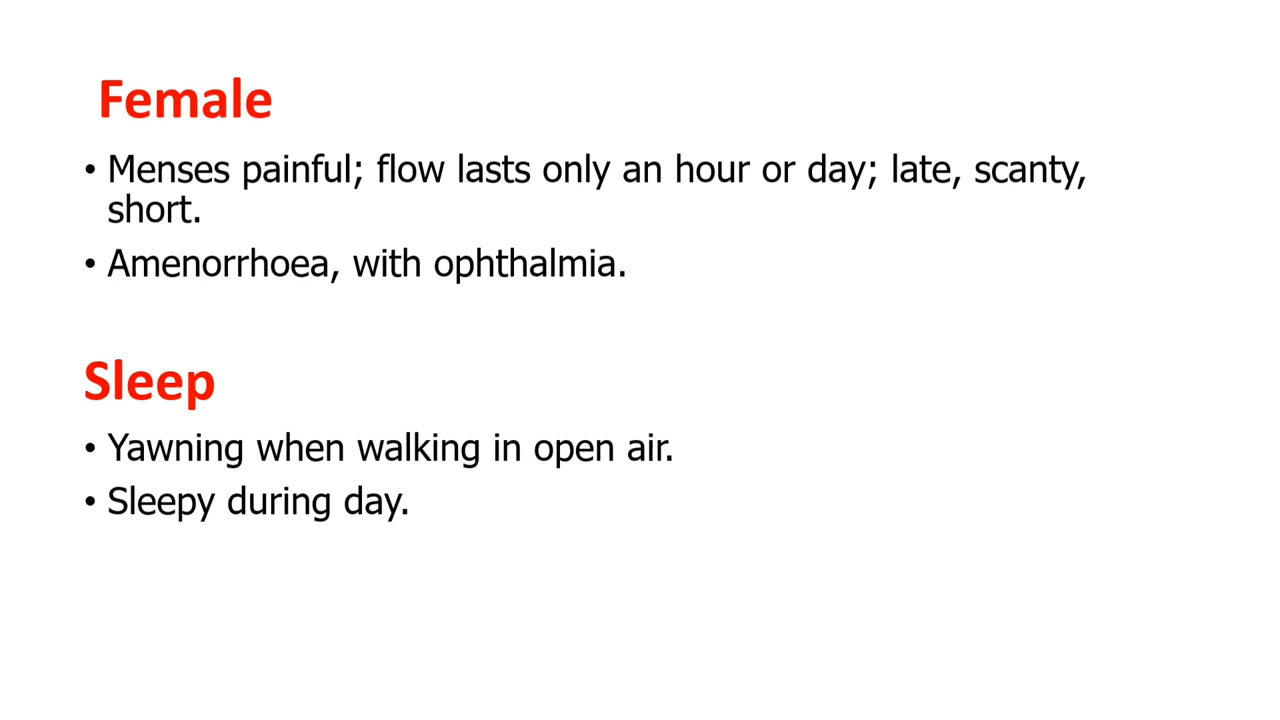 Female
• Menses painful; flow lasts only an hour or day; late, scanty,
short.
• Amenorrhoea, with ophthalmia.
Sleep
• Yawning when walking in open air.
• Sleepy during day.